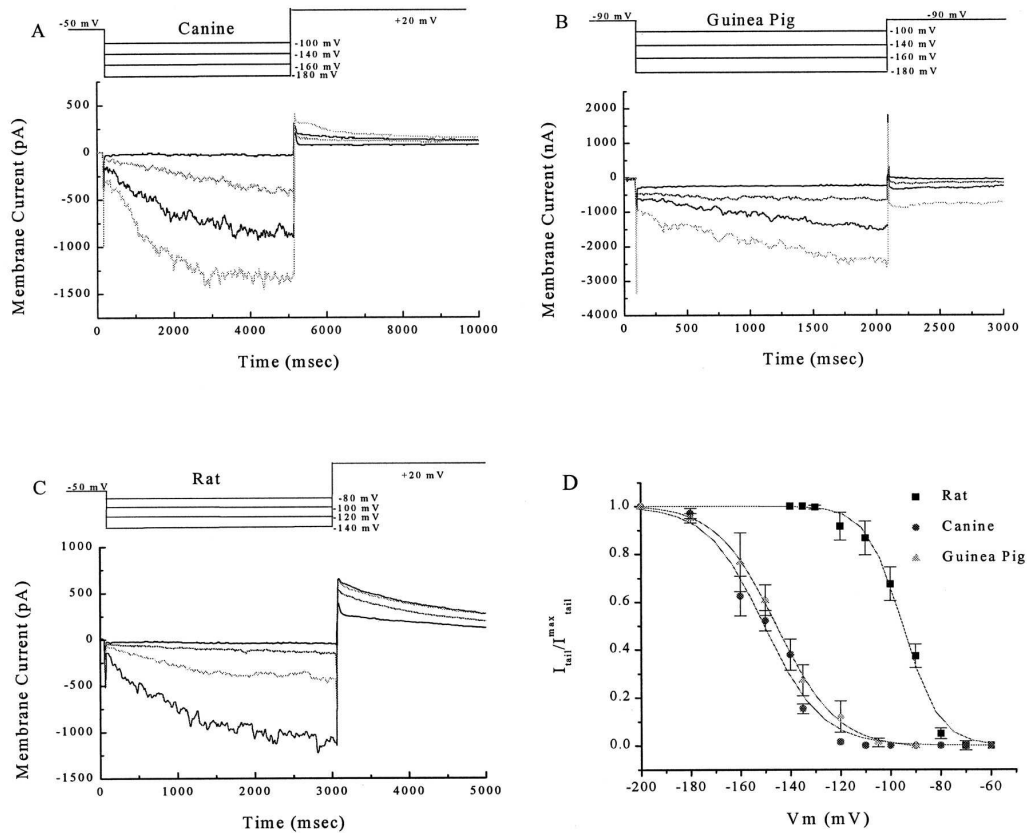 A
Canine
-50 mV
+20 mV
-100 mV
-140 mV
-160 mV
-180 mV
Membrane Current (pA)
500
250
0
-500
-1000
-1500
0
2000
4000
6000
8000
10000
Time (msec)
B
Guinea Pig
-90 mV
-90 mV
-100 mV
-140 mV
-160 mV
-180 mV
Membrane Current (nA)
2000
1000
0
-1000
-2000
-3000
-4000
0
500
1000
1500
2000
2500
3000
Time (msec)
C
Rat
-50 mV
+20 mV
-80 mV
-100 mV
-120 mV
-140 mV
Membrane Current (pA)
1000
500
0
-500
-1000
-1500
0
1000
2000
3000
4000
5000
Time (msec)
D
Rat
Canine
Guinea Pig
I tail/I max tail
1.0
0.8
0.6
0.4
0.2
0.0
-200
-180
-160
-140
-120
-100
-80
-60
Vm (mV)